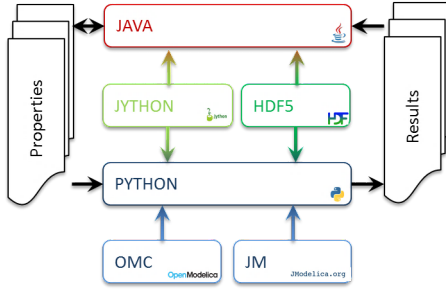 JAVA
Properties
JYTHON
jython
HDF5
HDF
Results
PYTHON
OMC
OpenModelica
JM
JModelica.org